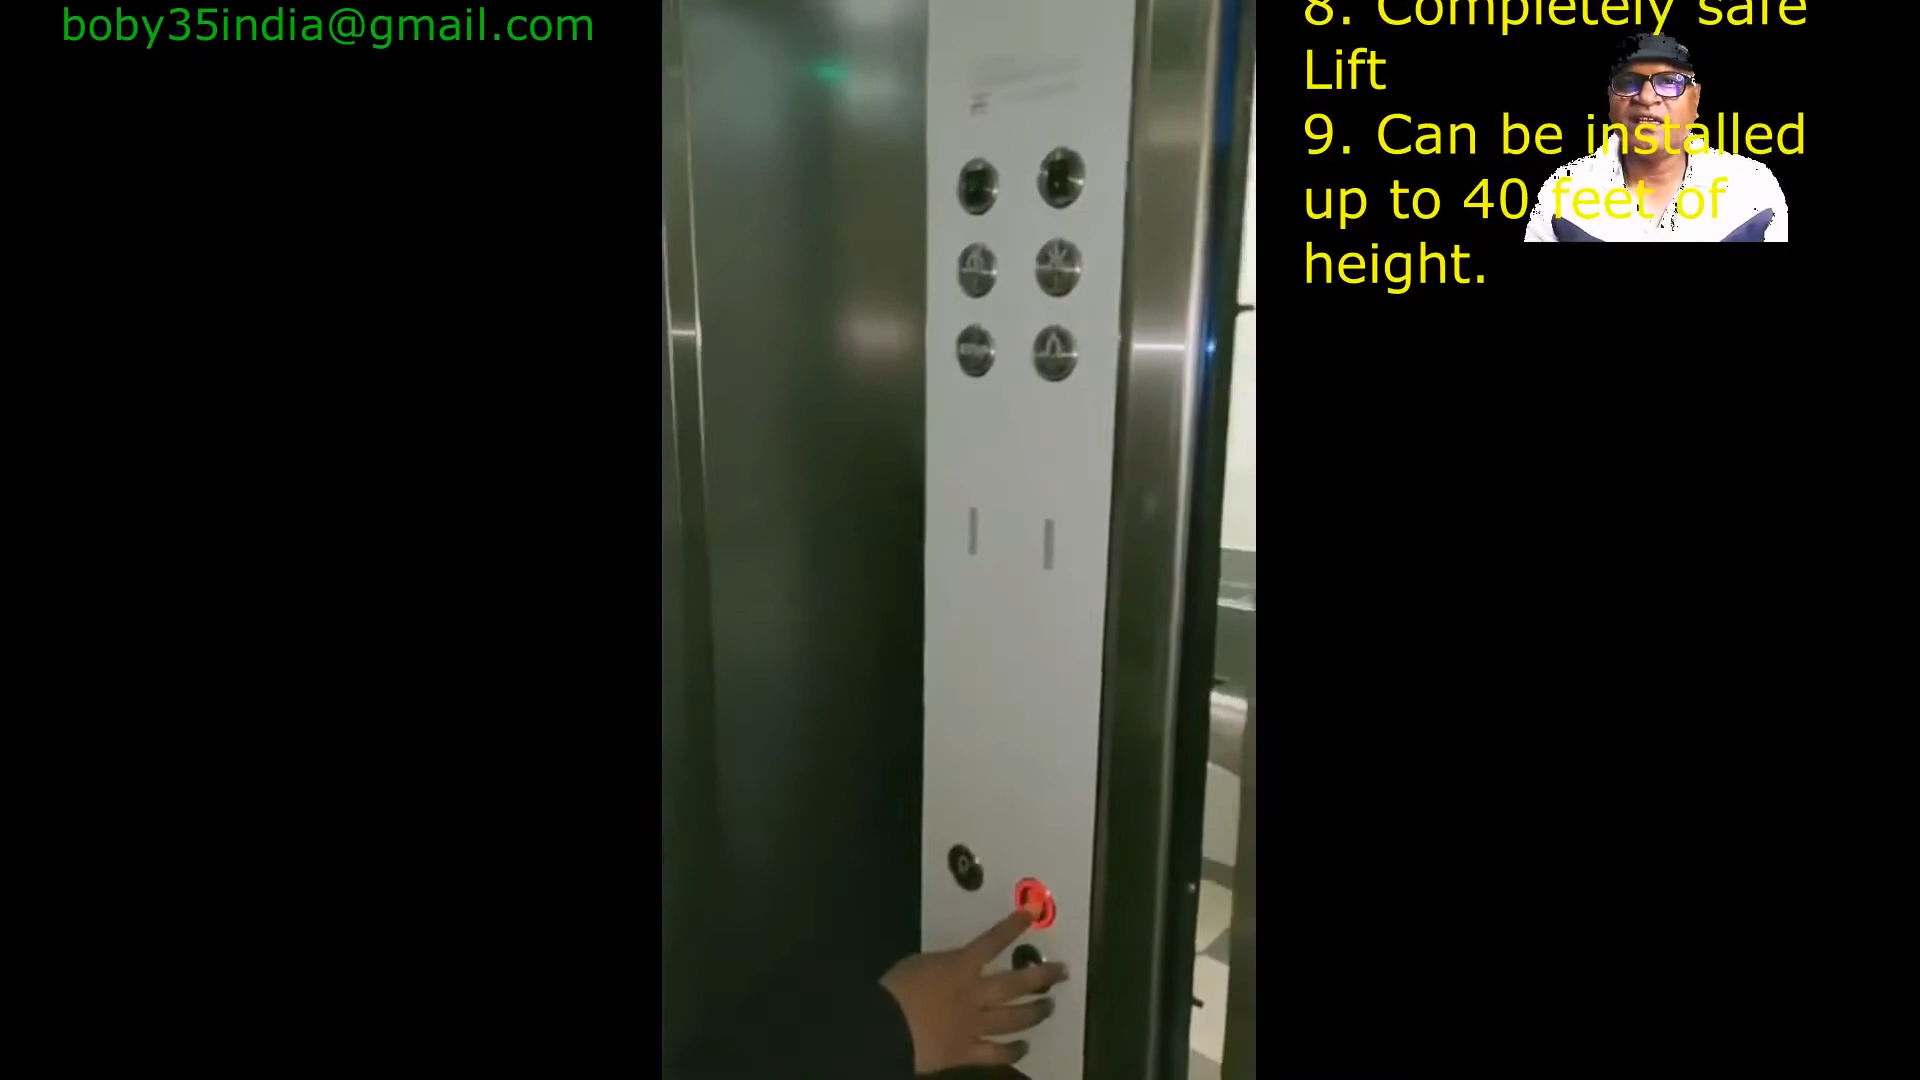 boby35india@gmail.com
8. Completely safe
Lift
9. Can be installed
up to 40 feet of
height.